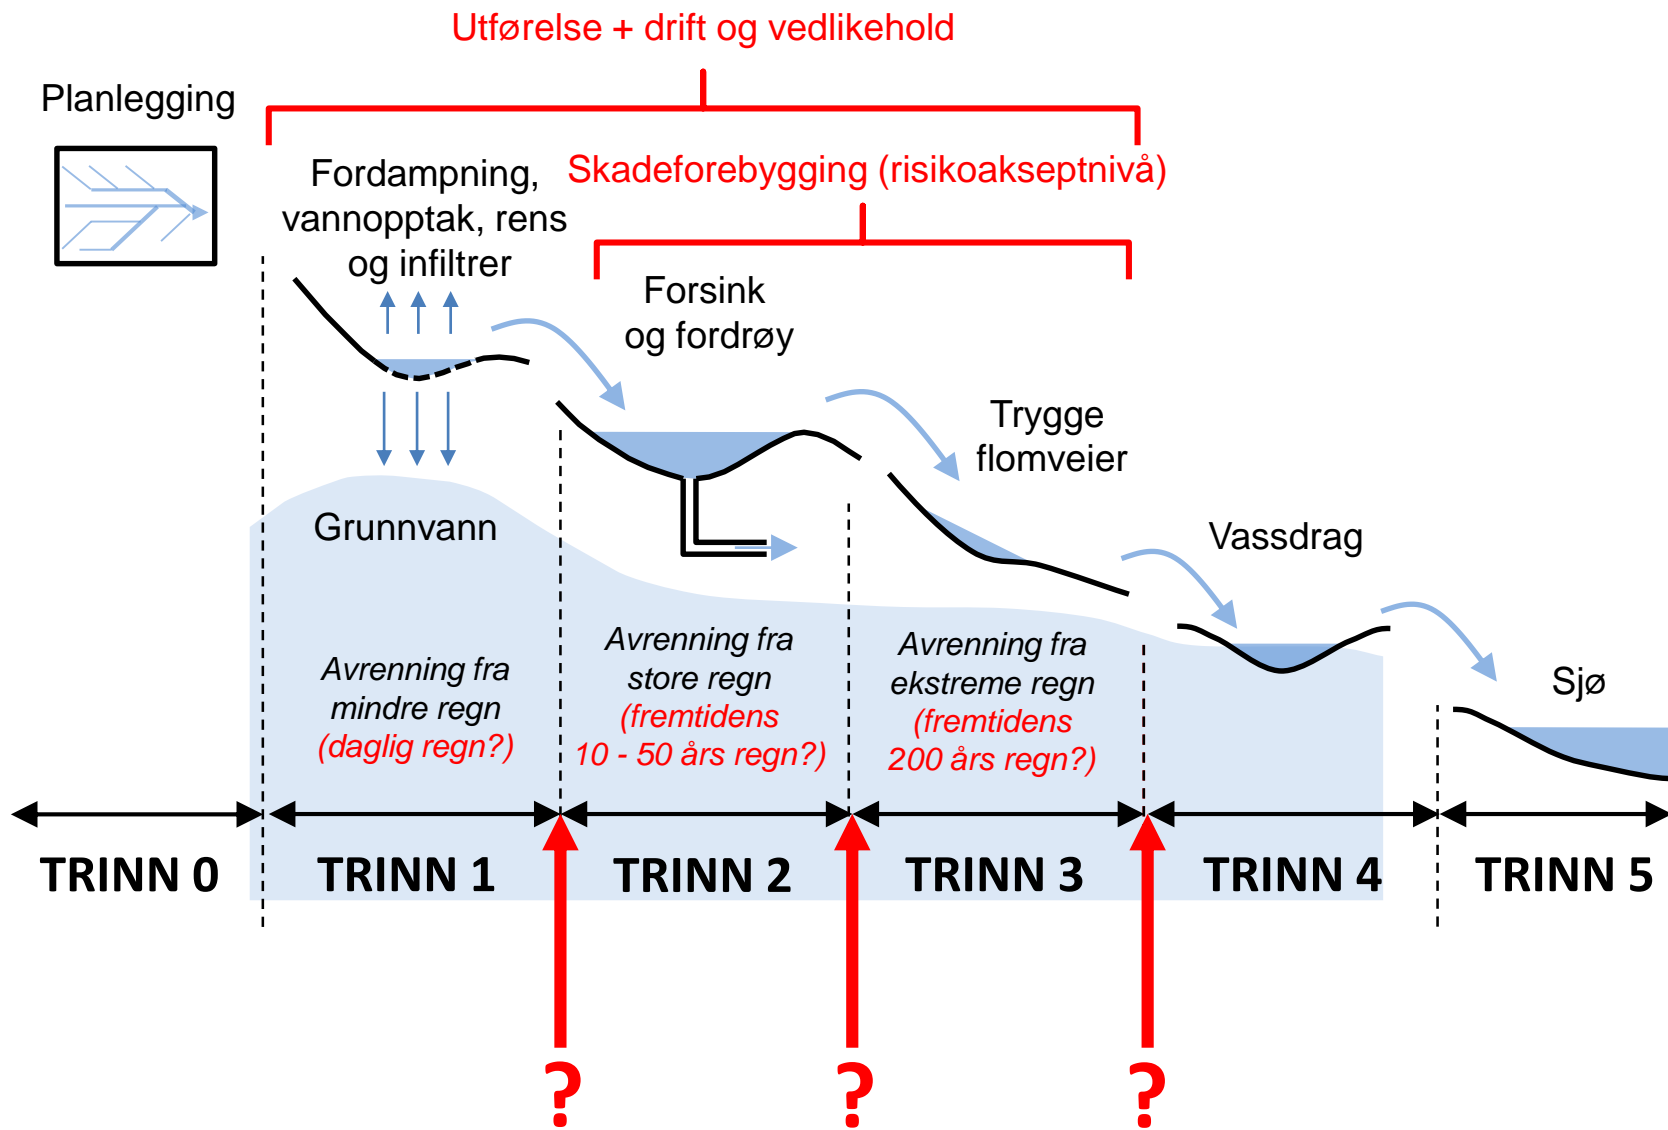 Utførelse + drift og vedlikehold
Planlegging
Skadeforebygging (risikoakseptnivå)
Fordampning,
vannopptak, rens
og infiltrer
Forsink
og fordrøy
Trygge
flomveier
Grunnvann
Vassdrag
Sjø
Avrenning fra
mindre regn
(daglig regn?)
Avrenning fra
store regn
(fremtidens
10 - 50 års regn?)
Avrenning fra
ekstreme regn
(fremtidens
200 års regn?)
TRINN 0
TRINN 1
TRINN 2
TRINN 3
TRINN 4
TRINN 5
?
?
?